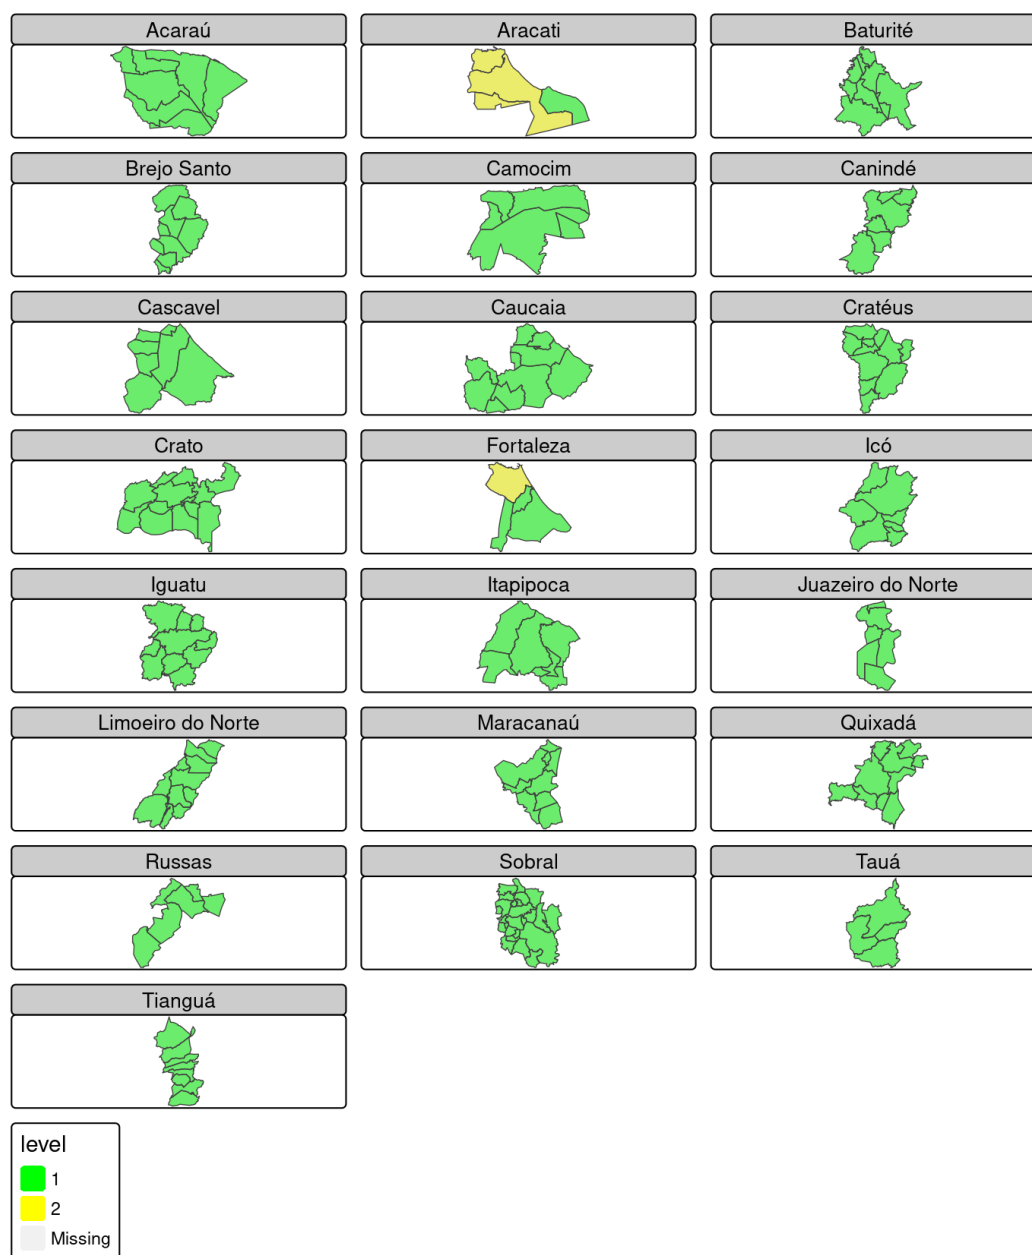 Acaraú
Aracati
Baturité
Brejo Santo
Camocim
Canindé
Cascavel
Caucaia
Cratéus
Crato
Fortaleza
Icó
Iguatu
Itapipoca
Juazeiro do Norte
Limoeiro do Norte
Maracanaú
Quixadá
Russas
Sobral
Tauá
Tianguá
level
1
2
Missing